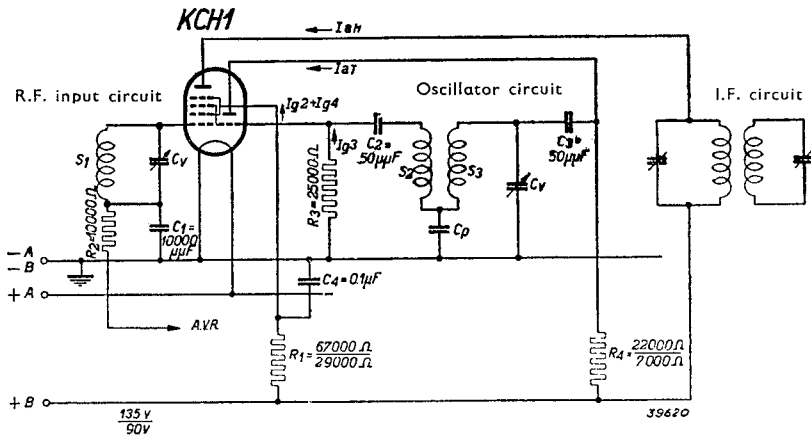 KCH1
IaH
IaT
R.F. input circuit
Oscillator circuit
I.F. circuit
Ig2+Ig4
Ig3
S1
Cv
C2=
50µµF
S2
S3
Cv
C3b
50µµF
R2=10000Ω
C1=
10000
µµF
R3=25000Ω
Cp
-A
-B
+A
C4=0.1µF
A.V.R.
R1=67000Ω
29000Ω
R4=22000Ω
7000Ω
+B
135V
90V
39620